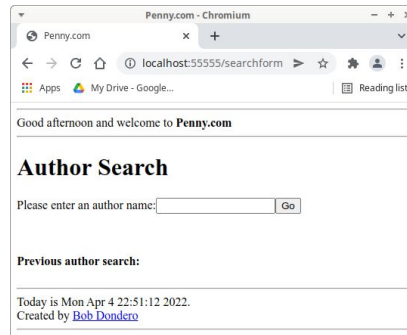 Penny.com - Chromium
Penny.com
localhost:55555/searchform
Apps My Drive - Google... Reading list
Good afternoon and welcome to Penny.com
Author Search
Please enter an author name: Go
Previous author search:
Today is Mon Apr 4 22:51:12 2022.
Created by Bob Dondero